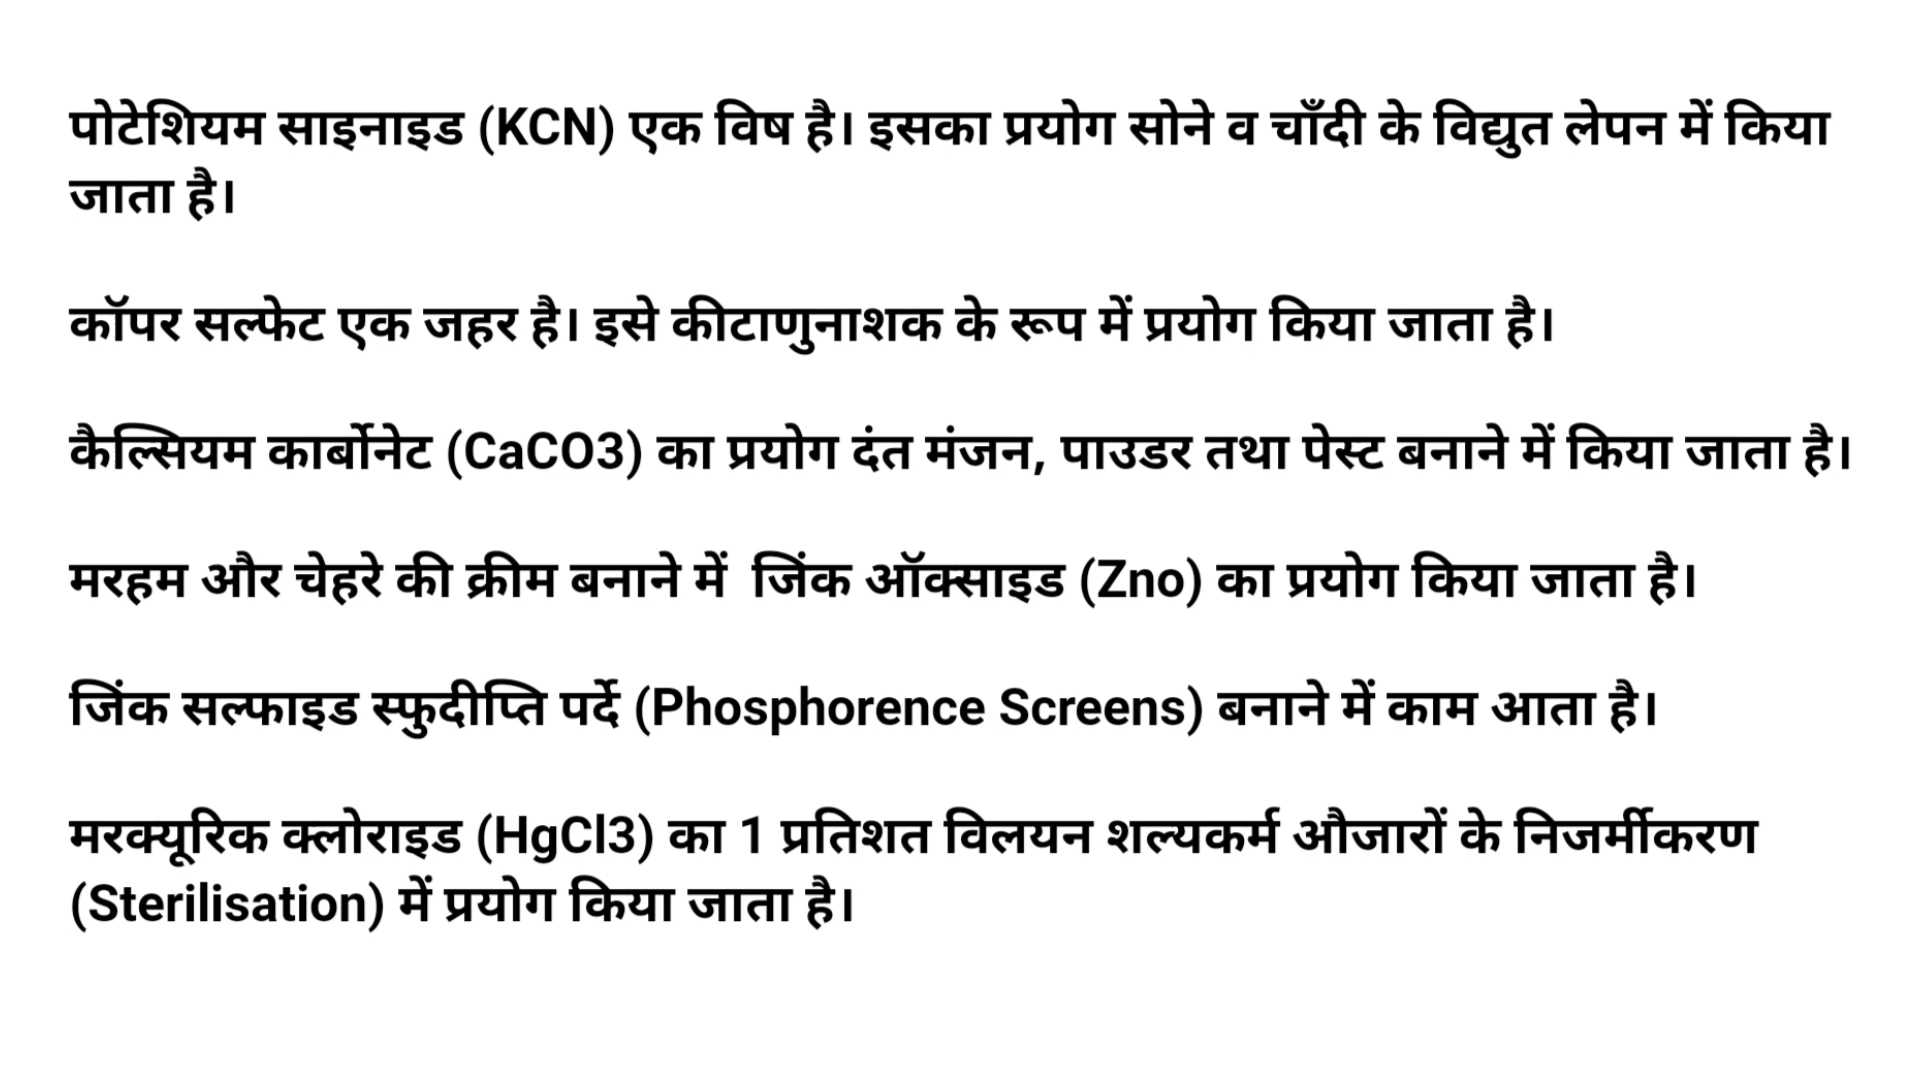 पोटेशियम साइनाइड (KCN) एक विष है। इसका प्रयोग सोने व चाँदी के विद्युत लेपन में किया
जाता है।
कॉपर सल्फेट एक जहर है। इसे कीटाणुनाशक के रूप में प्रयोग किया जाता है।
कैल्सियम कार्बोनेट (CaCO3) का प्रयोग दंत मंजन, पाउडर तथा पेस्ट बनाने में किया जाता है।
मरहम और चेहरे की क्रीम बनाने में जिंक ऑक्साइड (Zno) का प्रयोग किया जाता है।
जिंक सल्फाइड स्फुदीप्ति पर्दे (Phosphorence Screens) बनाने में काम आता है।
मरक्यूरिक क्लोराइड (HgCl3) का 1 प्रतिशत विलयन शल्यकर्म औजारों के निजर्मीकरण
(Sterilisation) में प्रयोग किया जाता है।